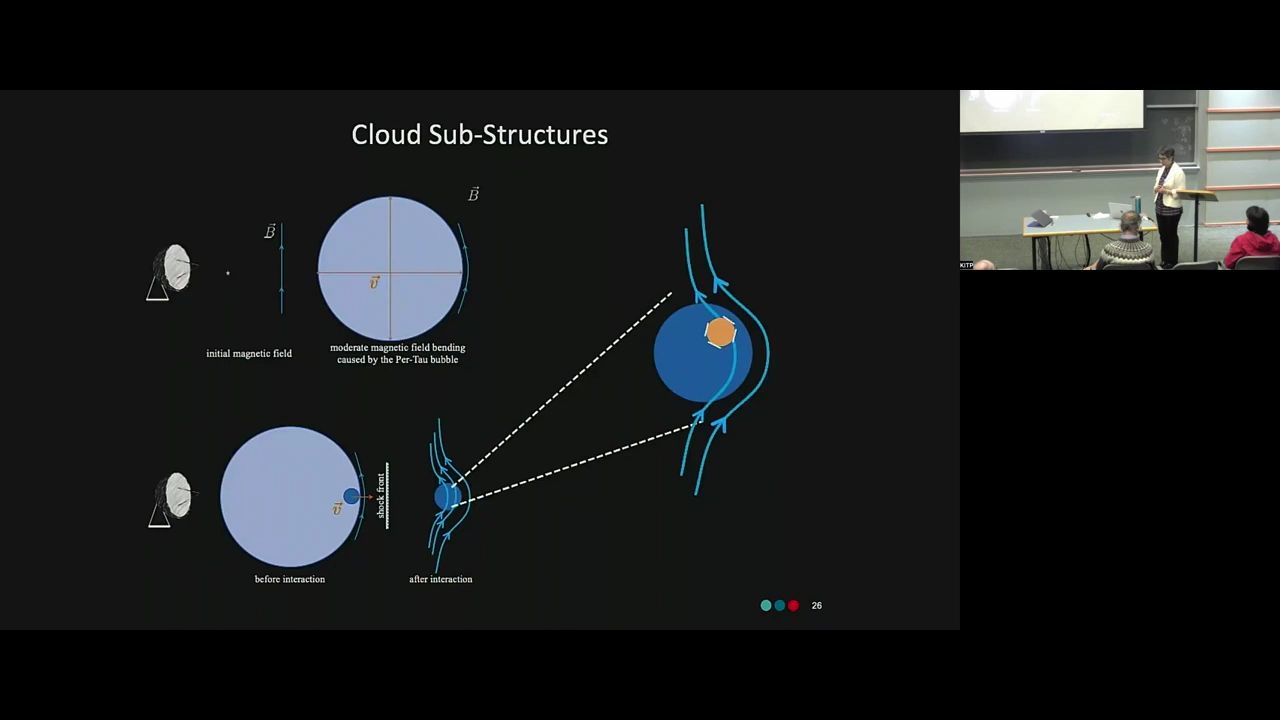 Cloud Sub-Structures
B
B
v
initial magnetic field
moderate magnetic field bending
caused by the Per-Tau bubble
v
shock front
before interaction
after interaction
26
KITP